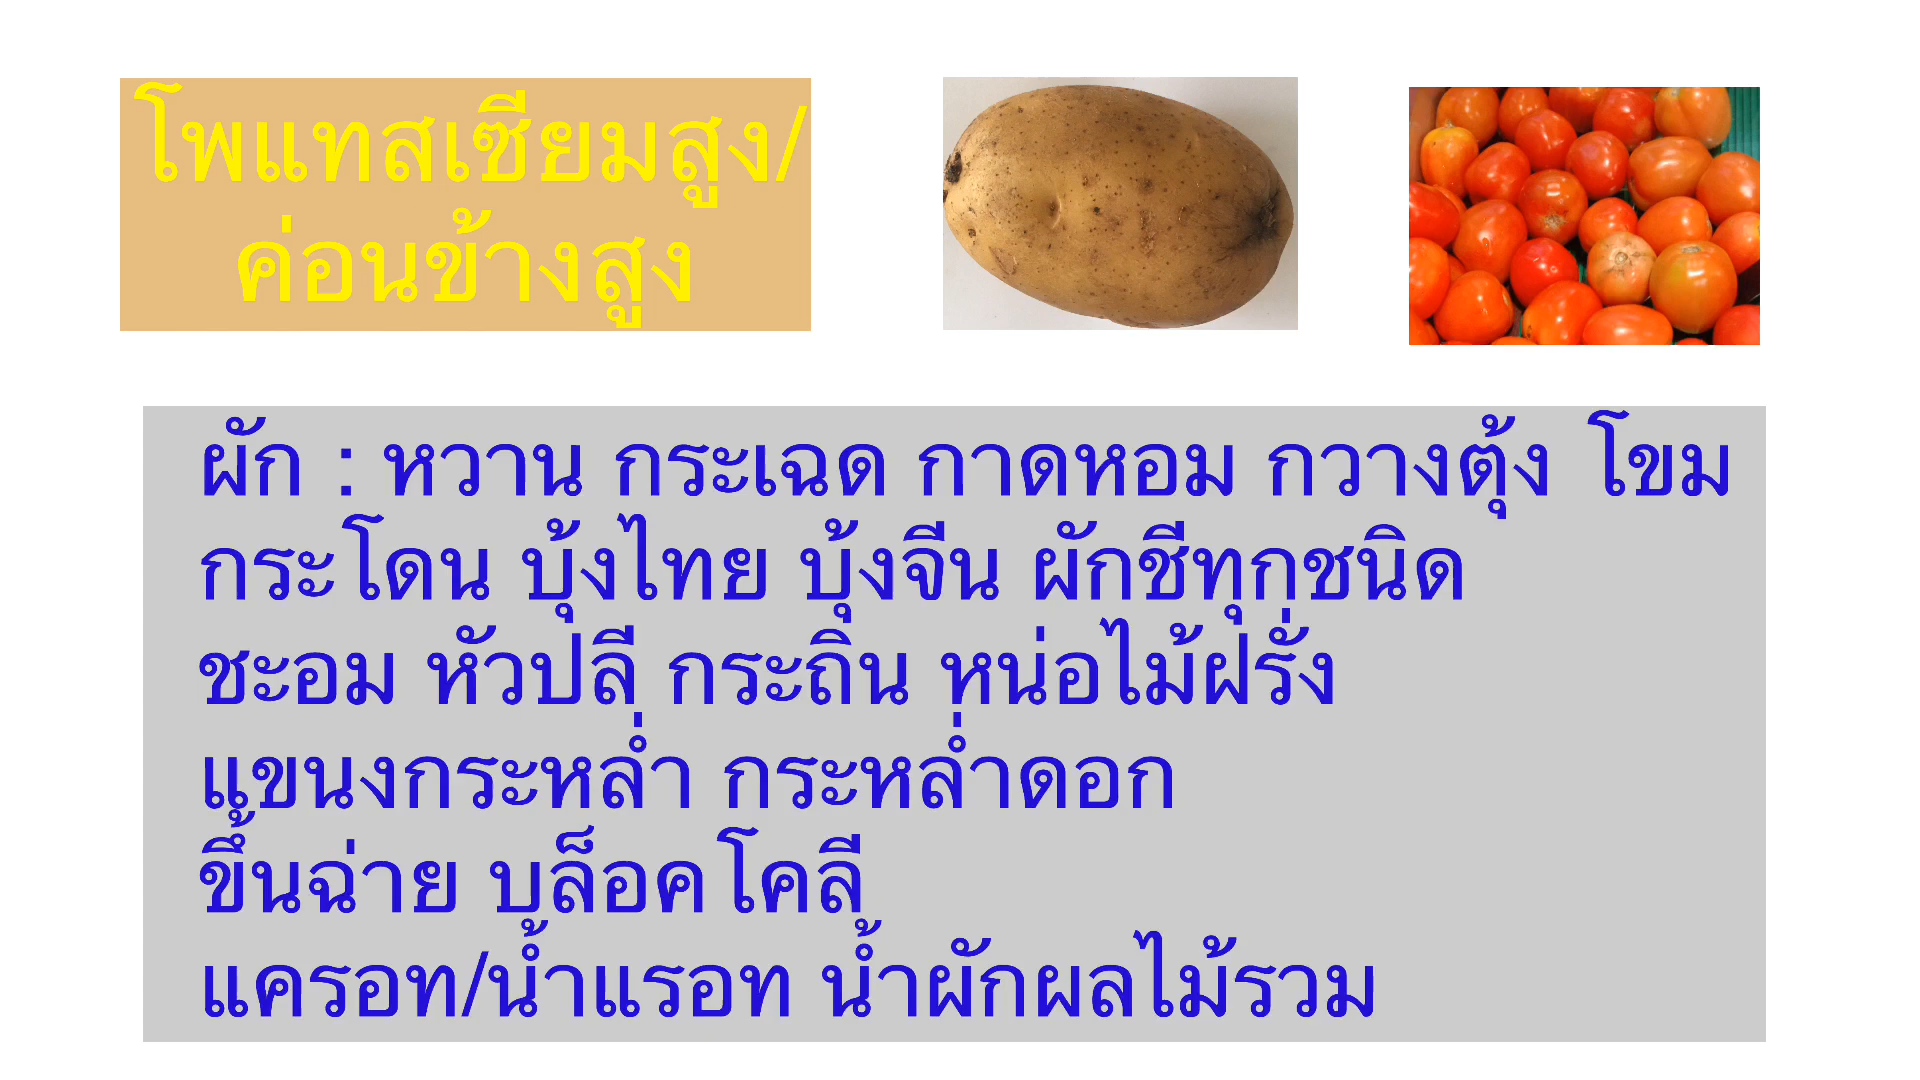 โพแทสเซียมสูง/
ค่อนข้างสูง
ผัก : หวาน กระเฉด กาดหอม กวางตุ้ง โขม
กระโดน บุ้งไทย บุ้งจีน ผักชีทุกชนิด
ชะอม หัวปลี กระถิน หน่อไม้ฝรั่ง
แขนงกระหล่ำ กระหล่ำดอก
ขึ้นฉ่าย บล็อคโคลี
แครอท/น้ำแรอท น้ำผักผลไม้รวม